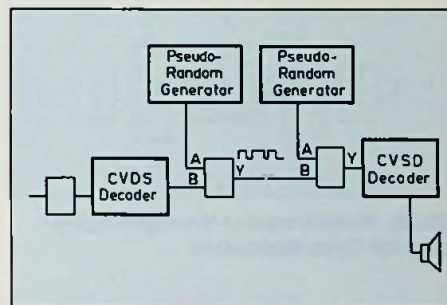 Pseudo-
Random
Generator
Pseudo-
Random
Generator
A
B
Y
A
B
Y
CVDS
Decoder
CVSD
Decoder